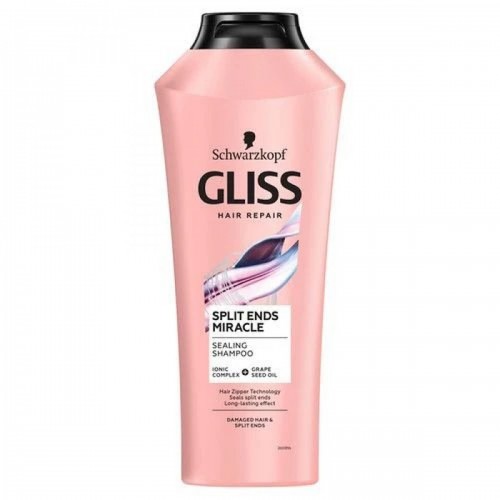 Schwarzkopf
GLISS
HAIR REPAIR
SPLIT ENDS
MIRACLE
SEALING
SHAMPOO
IONIC COMPLEX + GRAPE SEED OIL
Hair Zipper Technology
Seals split ends
Long-lasting effect
DAMAGED HAIR &
SPLIT ENDS